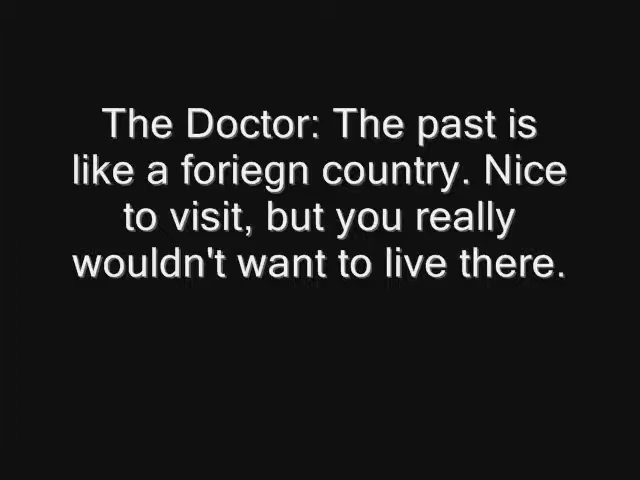 The Doctor: The past is
like a foriegn country. Nice
to visit, but you really
wouldn't want to live there.